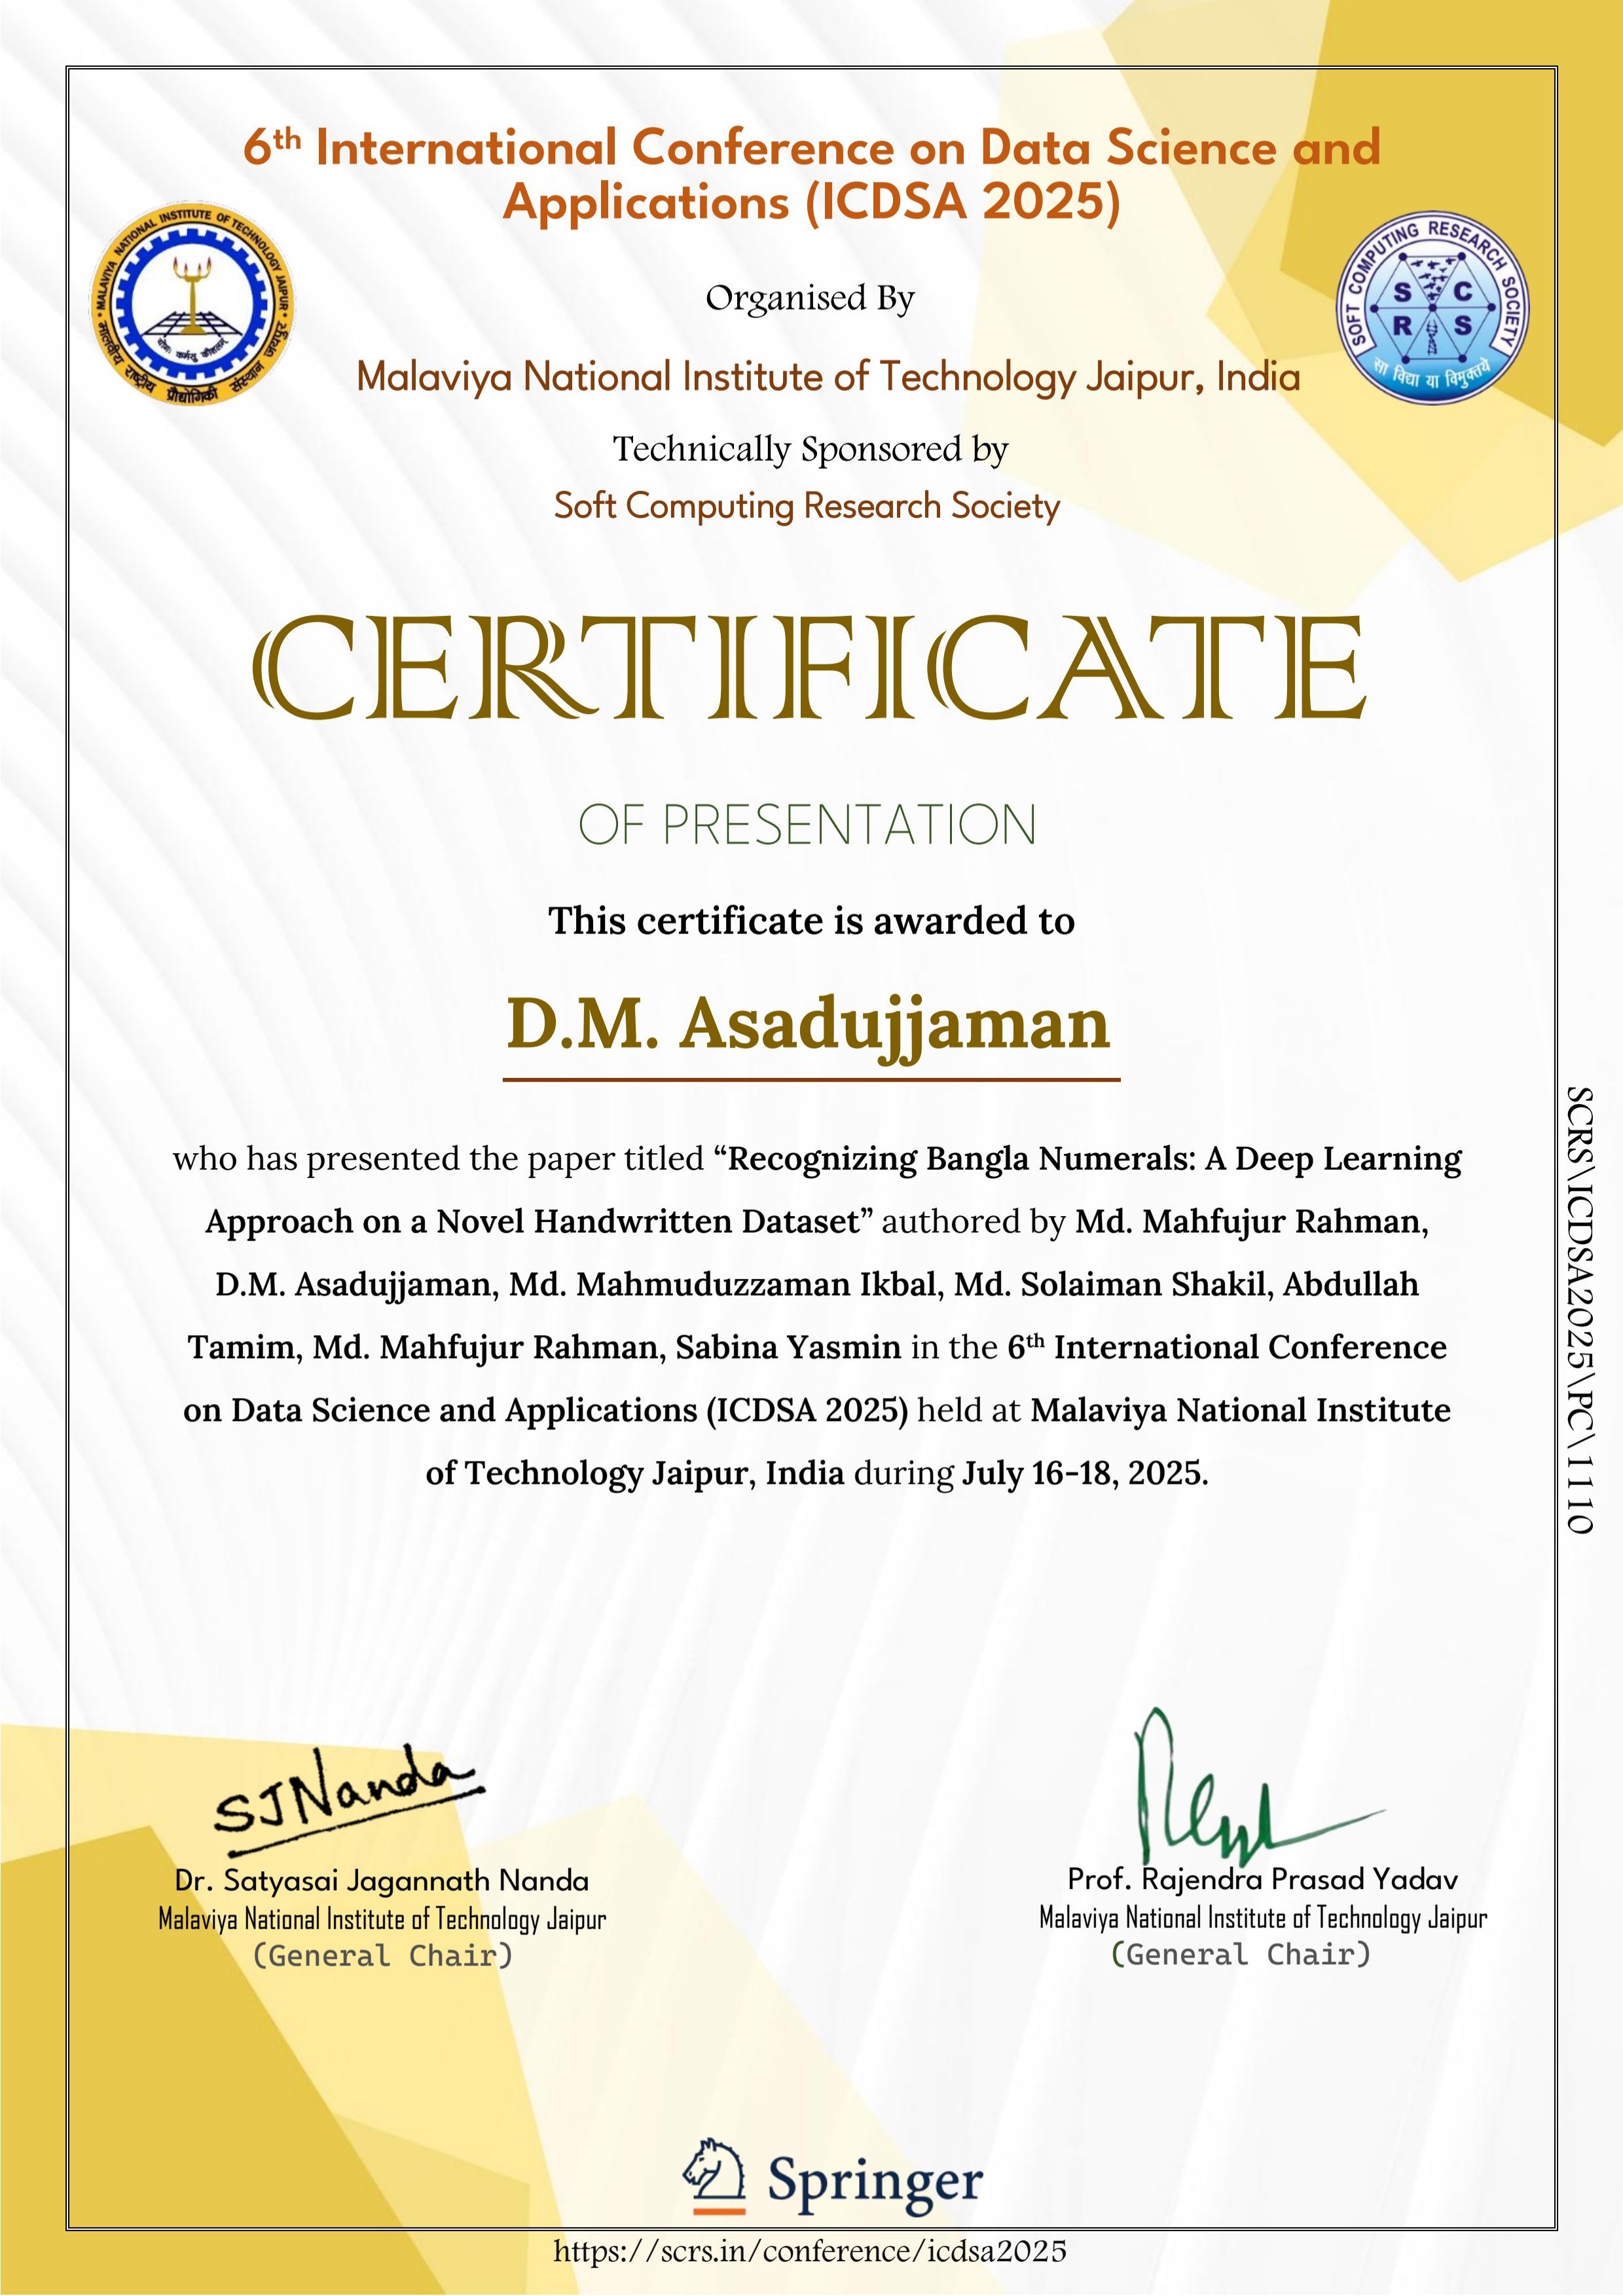 6th International Conference on Data Science and
Applications (ICDSA 2025)
MALAVIYA NATIONAL INSTITUTE OF TECHNOLOGY JAIPUR
मालवीय राष्ट्रीय प्रौद्योगिकी संस्थान जयपुर
योगः कर्मसु कौशलम्
SOFT COMPUTING RESEARCH SOCIETY
S C
R S
सा विद्या या विमुक्तये
Organised By
Malaviya National Institute of Technology Jaipur, India
Technically Sponsored by
Soft Computing Research Society
CERTIFICATE
OF PRESENTATION
This certificate is awarded to
D.M. Asadujjaman
who has presented the paper titled “Recognizing Bangla Numerals: A Deep Learning
Approach on a Novel Handwritten Dataset” authored by Md. Mahfujur Rahman,
D.M. Asadujjaman, Md. Mahmuduzzaman Ikbal, Md. Solaiman Shakil, Abdullah
Tamim, Md. Mahfujur Rahman, Sabina Yasmin in the 6th International Conference
on Data Science and Applications (ICDSA 2025) held at Malaviya National Institute
of Technology Jaipur, India during July 16-18, 2025.
SCRS\ICDSA2025\PC\1110
SJNanda
Dr. Satyasai Jagannath Nanda
Malaviya National Institute of Technology Jaipur
(General Chair)
Prof. Rajendra Prasad Yadav
Malaviya National Institute of Technology Jaipur
(General Chair)
Springer
https://scrs.in/conference/icdsa2025